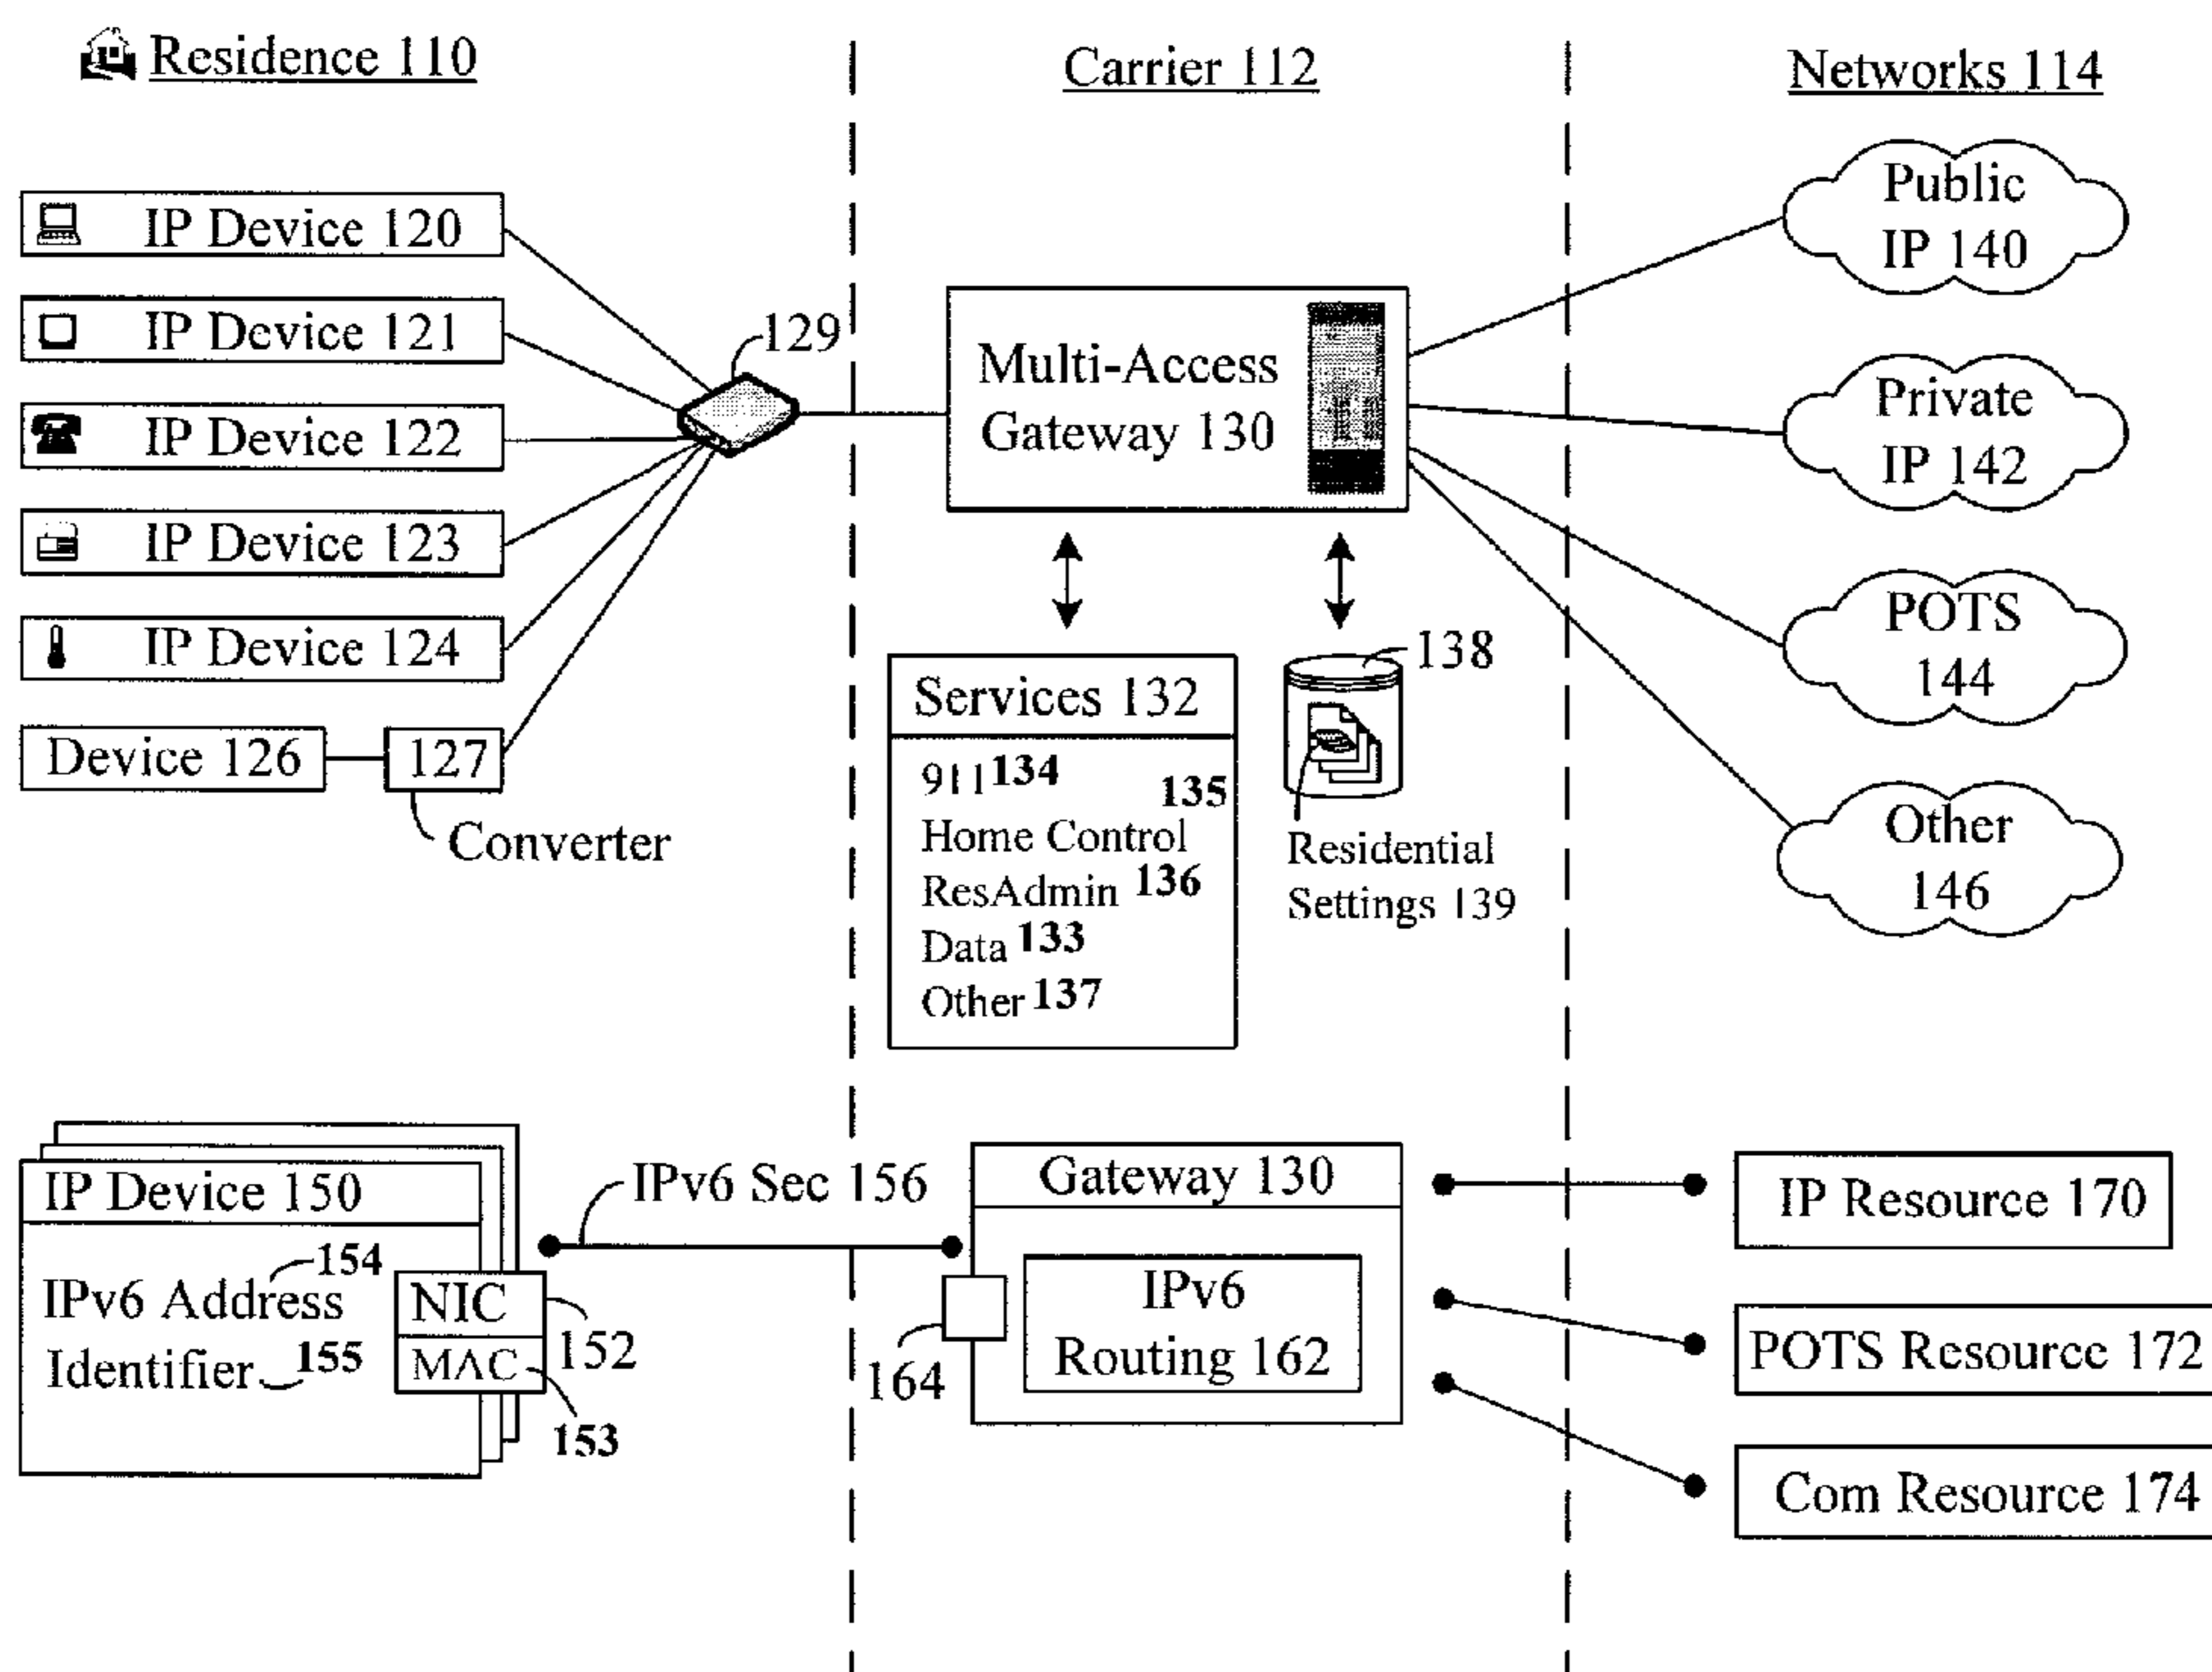 Residence 110
Carrier 112
Networks 114
IP Device 120
IP Device 121
IP Device 122
IP Device 123
IP Device 124
Device 126
127
Converter
129
Multi-Access
Gateway 130
Services 132
911 134
135
Home Control
ResAdmin 136
Data 133
Other 137
138
Residential
Settings 139
Public
IP 140
Private
IP 142
POTS
144
Other
146
IP Device 150
154
IPv6 Address
Identifier 155
NIC
MAC
152
153
IPv6 Sec 156
Gateway 130
IPv6
Routing 162
164
IP Resource 170
POTS Resource 172
Com Resource 174